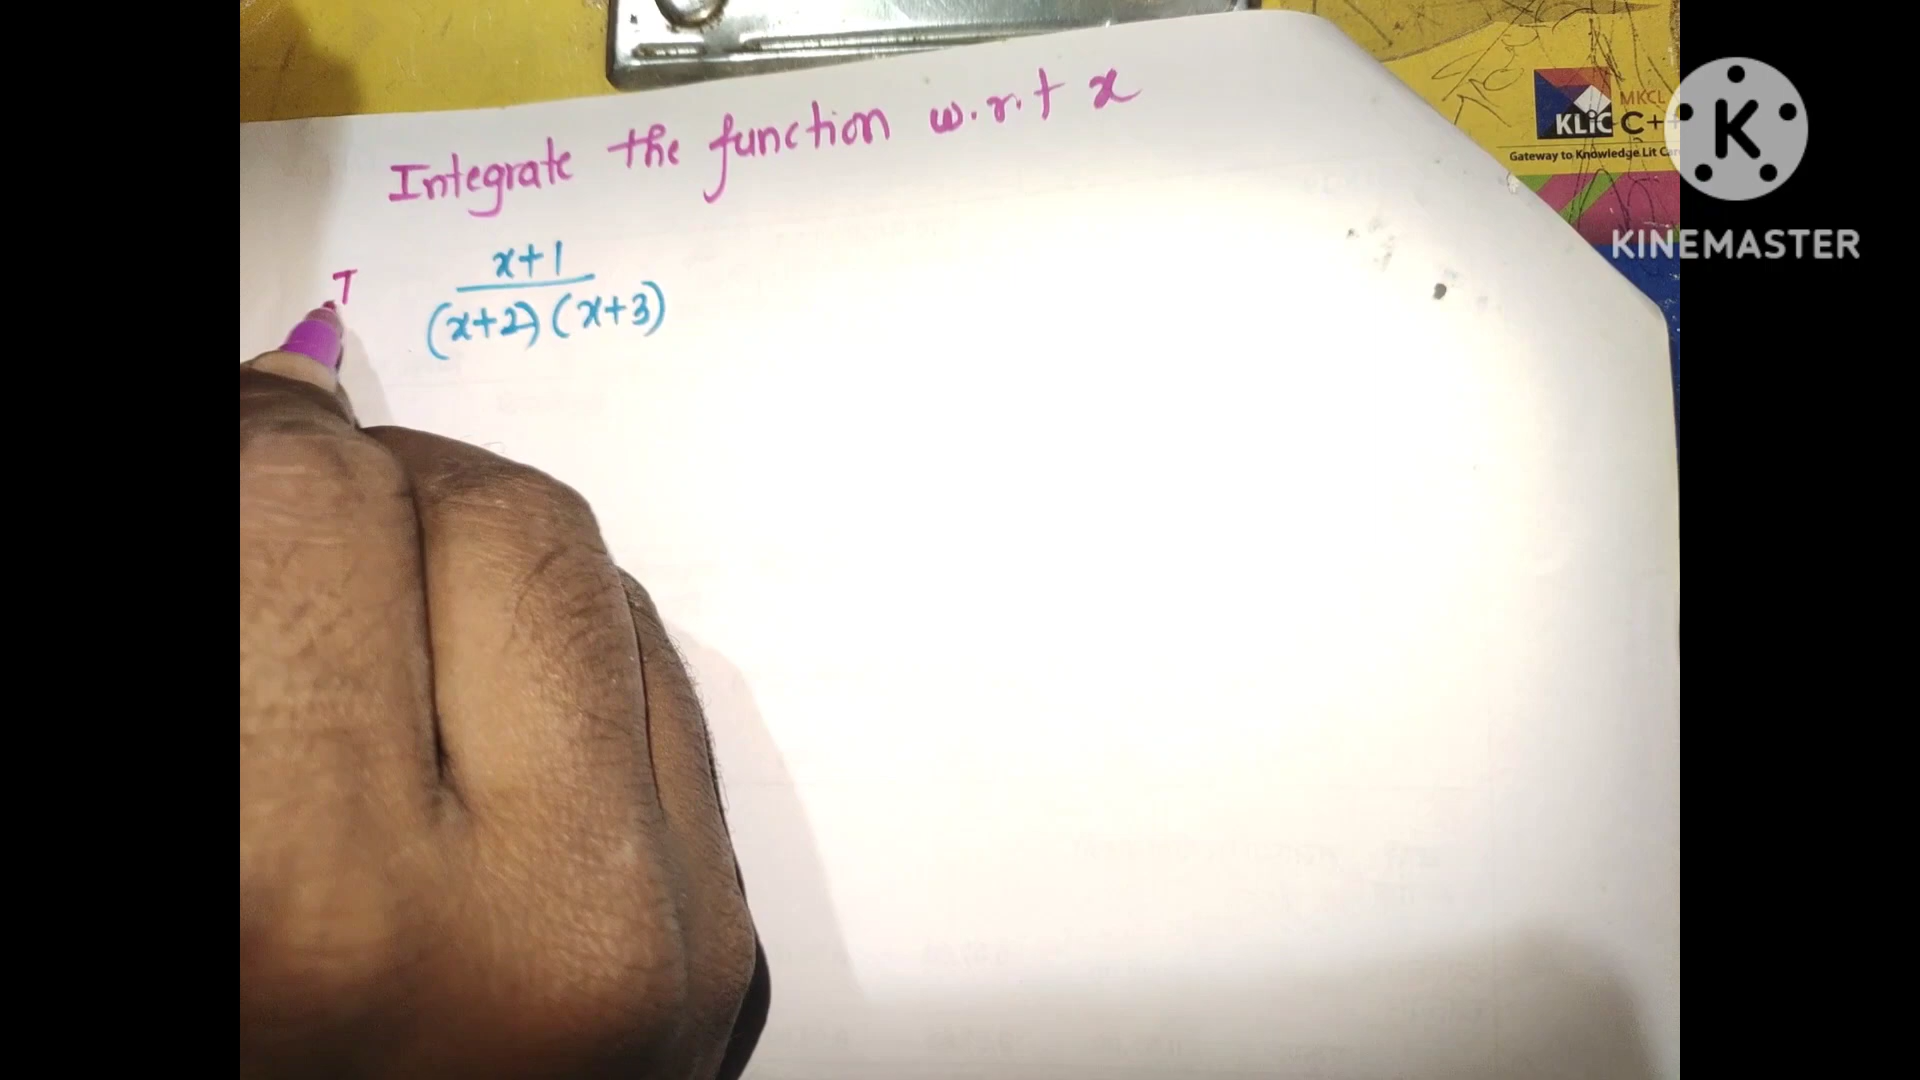 Integrate the function w.r.t x
x+1
(x+2) (x+3)
I
MKCL
KLiC C++
Gateway to Knowledge Lit
KINEMASTER